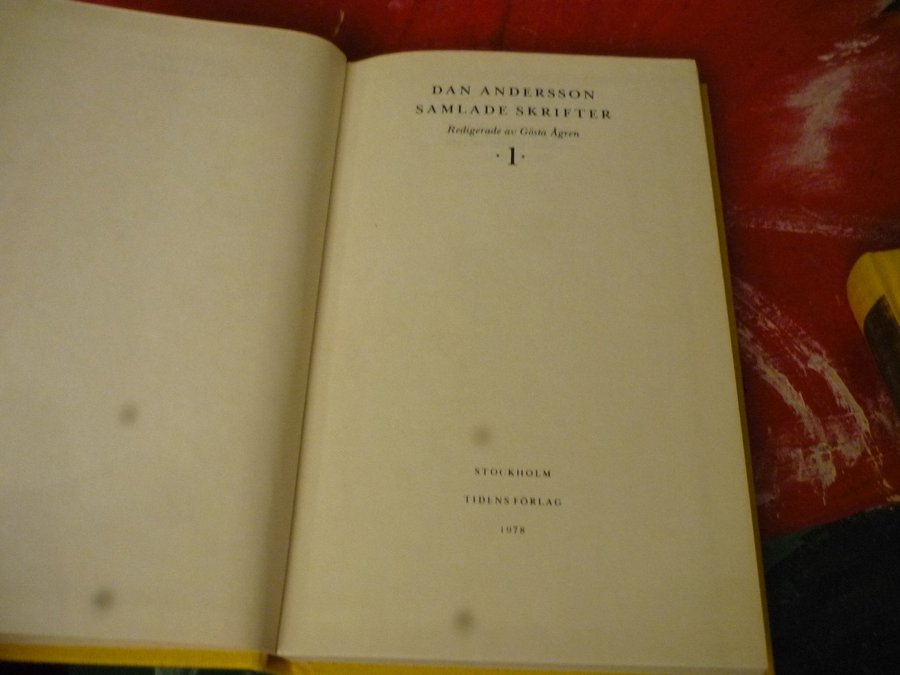 DAN ANDERSSON
SAMLADE SKRIFTER
Redigerade av Gösta Ågren
· 1 ·
STOCKHOLM
TIDENS FÖRLAG
1978